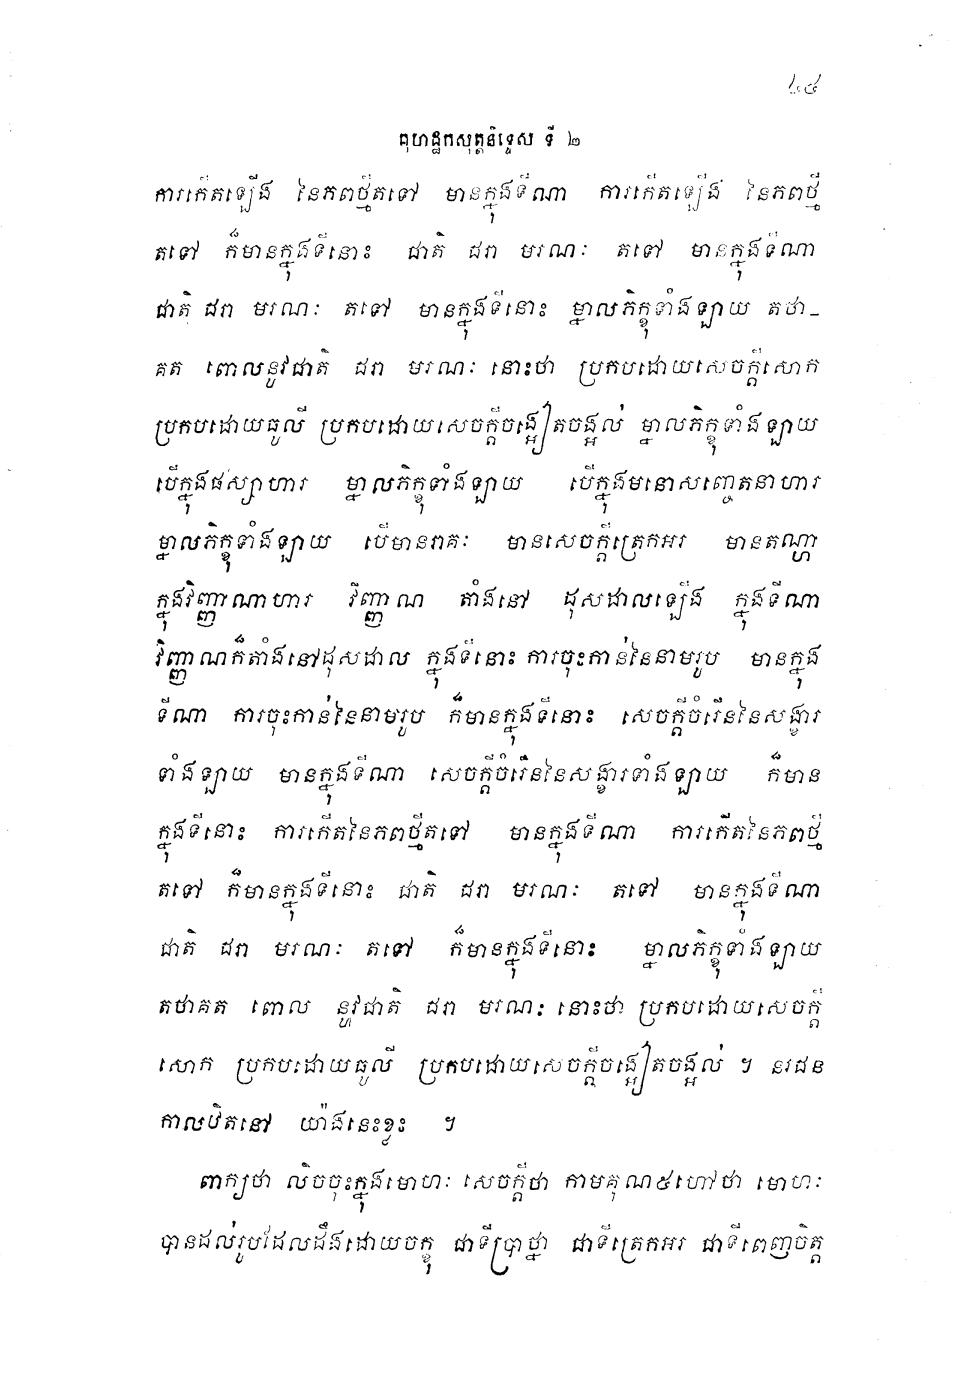 ៤៤
គុហដ្ឋកសុត្តនិទ្ទេស ទី ២
ការកើតឡើង នៃភពថ្មីតទៅ មានក្នុងទីណា ការកើតឡើង នៃភពថ្មី
តទៅ ក៏មានក្នុងទីនោះ ជាតិ ជរា មរណៈ តទៅ មានក្នុងទីណា
ជាតិ ជរា មរណៈ តទៅ មានក្នុងទីនោះ ម្នាលភិក្ខុទាំងឡាយ តថា-
គត ពោលនូវជាតិ ជរា មរណៈ នោះថា ប្រកបដោយសេចក្តីសោក
ប្រកបដោយធូលី ប្រកបដោយសេចក្តីចង្អៀតចង្អល់ ម្នាលភិក្ខុទាំងឡាយ
បើក្នុងផស្សាហារ ម្នាលភិក្ខុទាំងឡាយ បើក្នុងមនោសញ្ចេតនាហារ
ម្នាលភិក្ខុទាំងឡាយ បើមានរាគៈ មានសេចក្តីត្រេកអរ មានតណ្ហា
ក្នុងវិញ្ញាណាហារ វិញ្ញាណ តាំងនៅ ដុសដាលឡើង ក្នុងទីណា
វិញ្ញាណក៏តាំងនៅដុសដាល ក្នុងទីនោះ ការចុះកាន់នៃនាមរូប មានក្នុង
ទីណា ការចុះកាន់នៃនាមរូប ក៏មានក្នុងទីនោះ សេចក្តីចំរើននៃសង្ខារ
ទាំងឡាយ មានក្នុងទីណា សេចក្តីចំរើននៃសង្ខារទាំងឡាយ ក៏មាន
ក្នុងទីនោះ ការកើតនៃភពថ្មីតទៅ មានក្នុងទីណា ការកើតនៃភពថ្មី
តទៅ ក៏មានក្នុងទីនោះ ជាតិ ជរា មរណៈ តទៅ មានក្នុងទីណា
ជាតិ ជរា មរណៈ តទៅ ក៏មានក្នុងទីនោះ ម្នាលភិក្ខុទាំងឡាយ
តថាគត ពោល នូវជាតិ ជរា មរណៈ នោះថា ប្រកបដោយសេចក្តី
សោក ប្រកបដោយធូលី ប្រកបដោយសេចក្តីចង្អៀតចង្អល់ ។ នរជន
កាលឋិតនៅ យ៉ាងនេះខ្លះ ។
ពាក្យថា លិចចុះក្នុងមោហៈ សេចក្តីថា កាមគុណ៥ហៅថា មោហៈ
បានដល់រូបដែលដឹងដោយចក្ខុ ជាទីប្រាថ្នា ជាទីត្រេកអរ ជាទីពេញចិត្ត